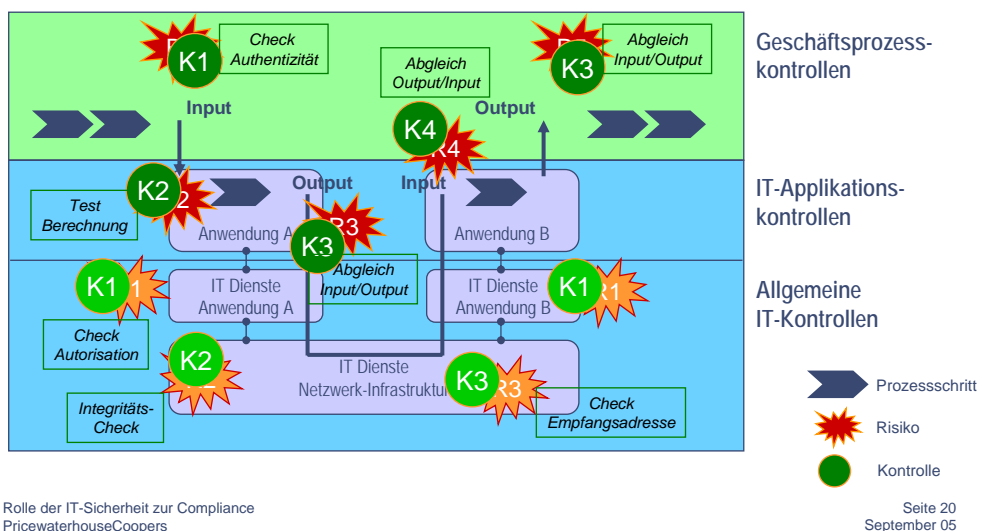 Geschäftsprozess-
kontrollen
K1
Check
Authentizität
Abgleich
Output/Input
K3
Abgleich
Input/Output
Input
Output
K4
R4
IT-Applikations-
kontrollen
K2
Test
Berechnung
Output
Input
Anwendung A
R3
K3
Abgleich
Input/Output
Anwendung B
Allgemeine
IT-Kontrollen
K1
Check
Autorisation
IT Dienste
Anwendung A
IT Dienste
Anwendung B
K1
R1
K2
Integritäts-
Check
IT Dienste
Netzwerk-Infrastruktur
K3
R3
Check
Empfangsadresse
Prozessschritt
Risiko
Kontrolle
Rolle der IT-Sicherheit zur Compliance
PricewaterhouseCoopers
Seite 20
September 05